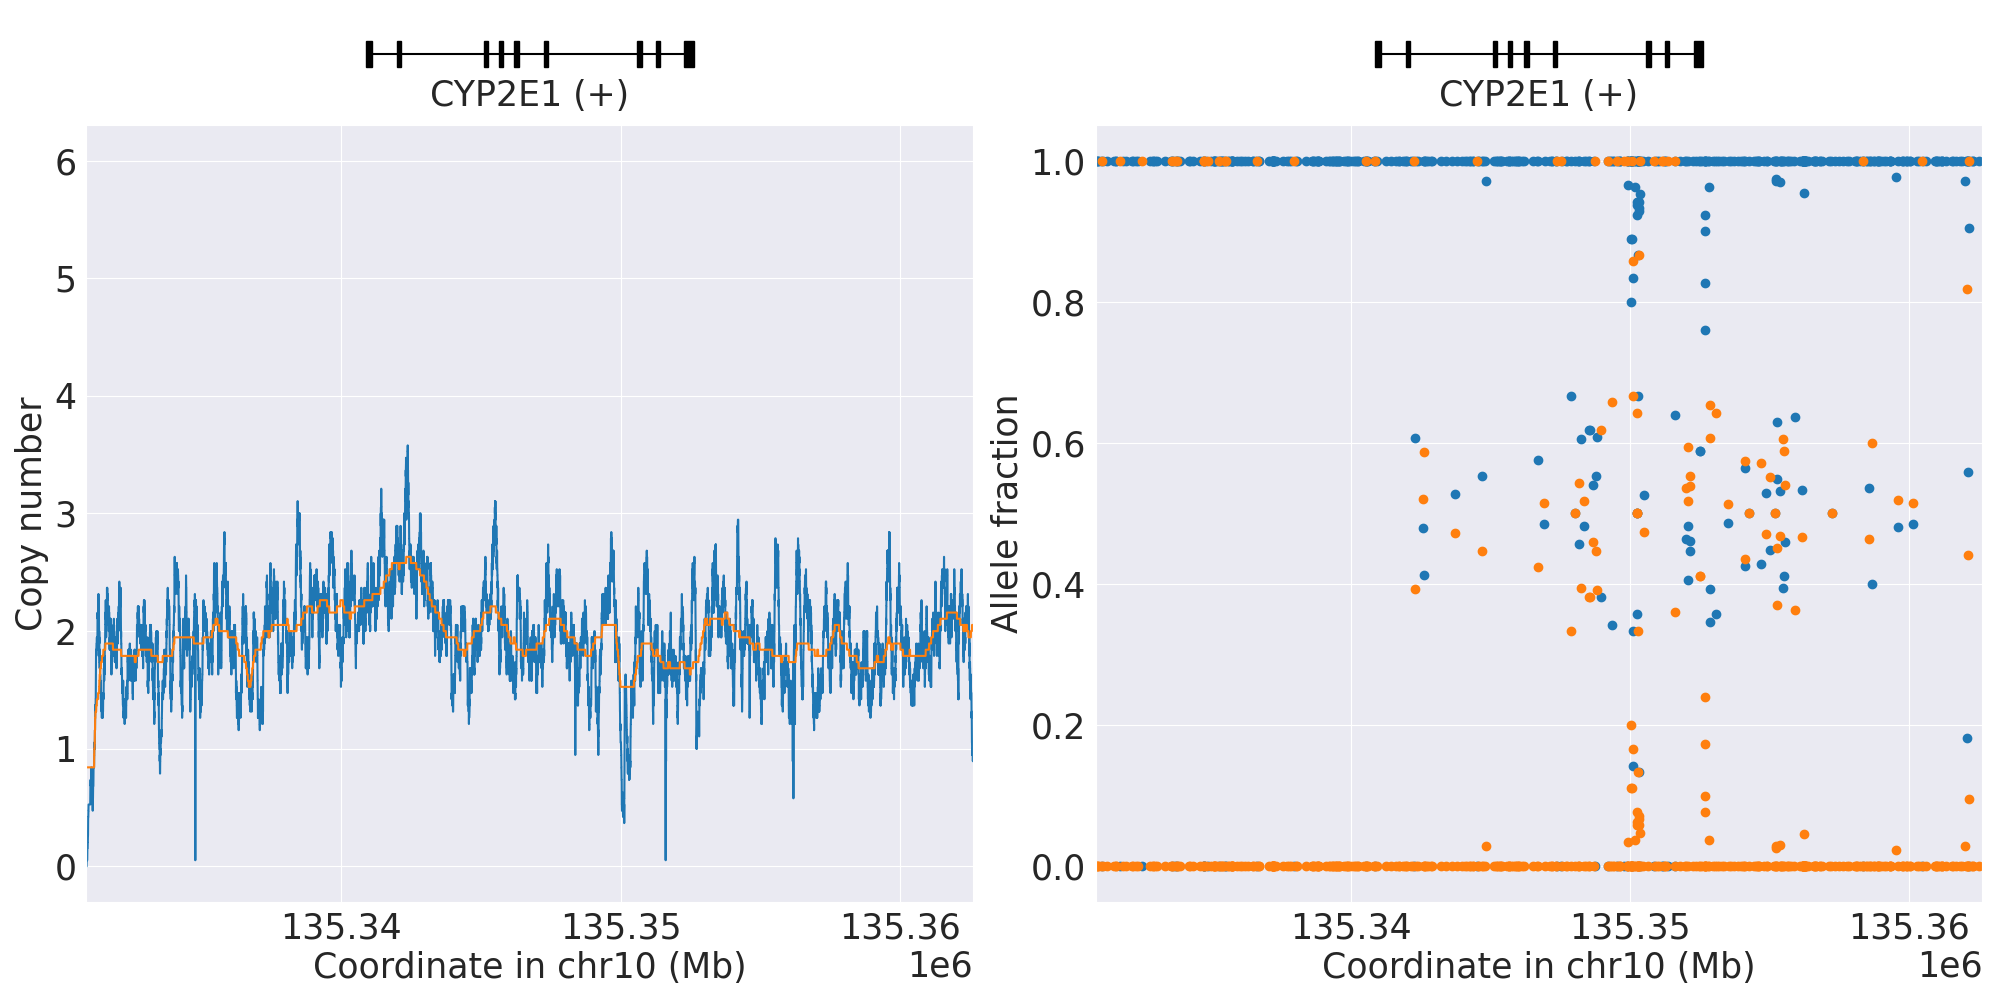 CYP2E1 (+)
6
5
4
3
2
1
0
Copy number
135.34 135.35 135.36
Coordinate in chr10 (Mb)
1e6
CYP2E1 (+)
1.0
0.8
0.6
0.4
0.2
0.0
Allele fraction
135.34 135.35 135.36
Coordinate in chr10 (Mb)
1e6